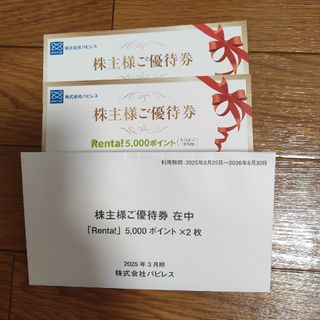 株式会社パピレス
株主様ご優待券
株式会社パピレス
株主様ご優待券
Renta! 5,000ポイント
利用期間：2025年6月25日～2026年6月30日
株主様ご優待券 在中
「Renta!」5,000 ポイント ×2 枚
2025 年 3 月期
株式会社パピレス